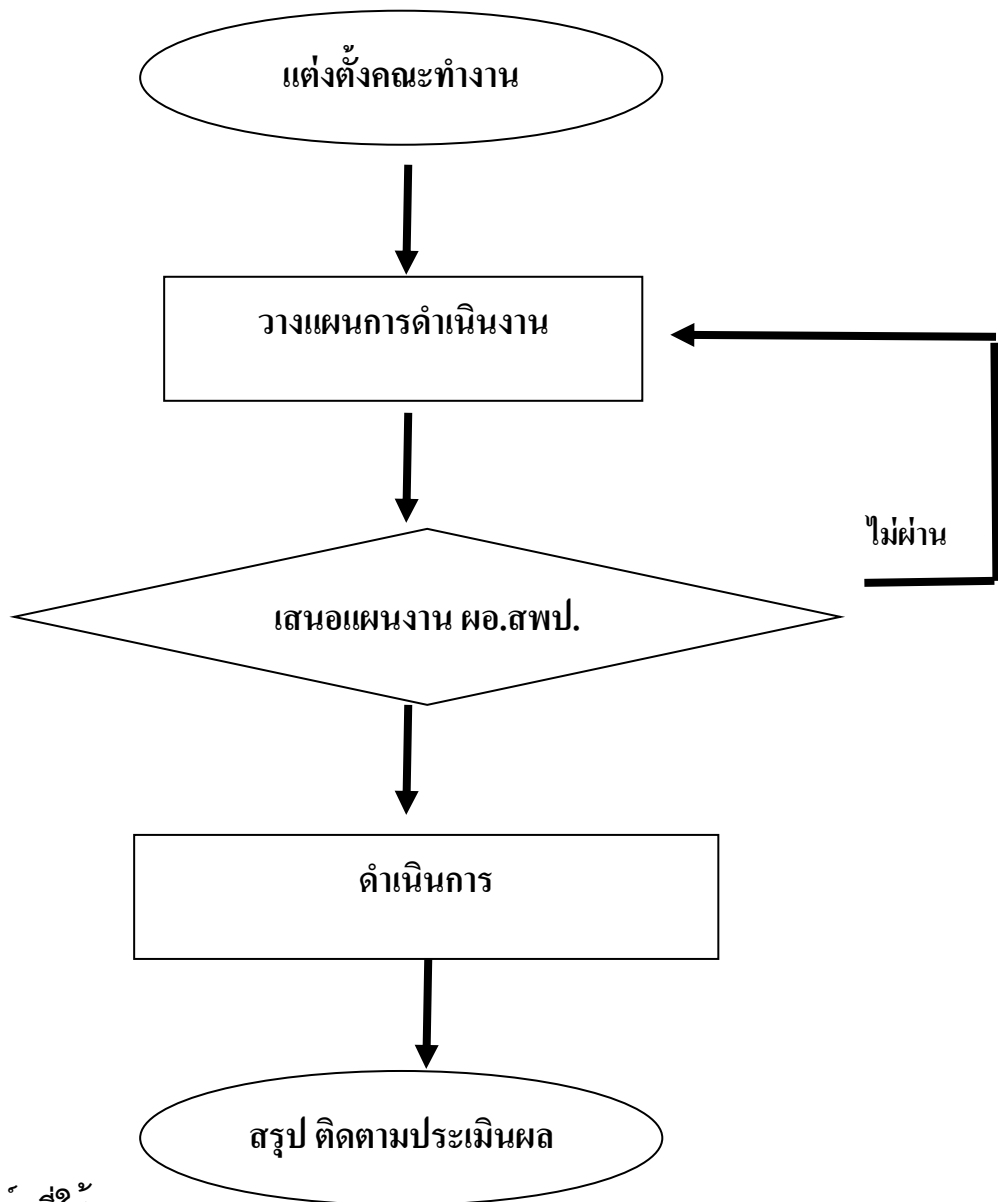 แต่งตั้งคณะทำงาน
วางแผนการดำเนินงาน
ไม่ผ่าน
เสนอแผนงาน ผอ.สพป.
ดำเนินการ
สรุป ติดตามประเมินผล